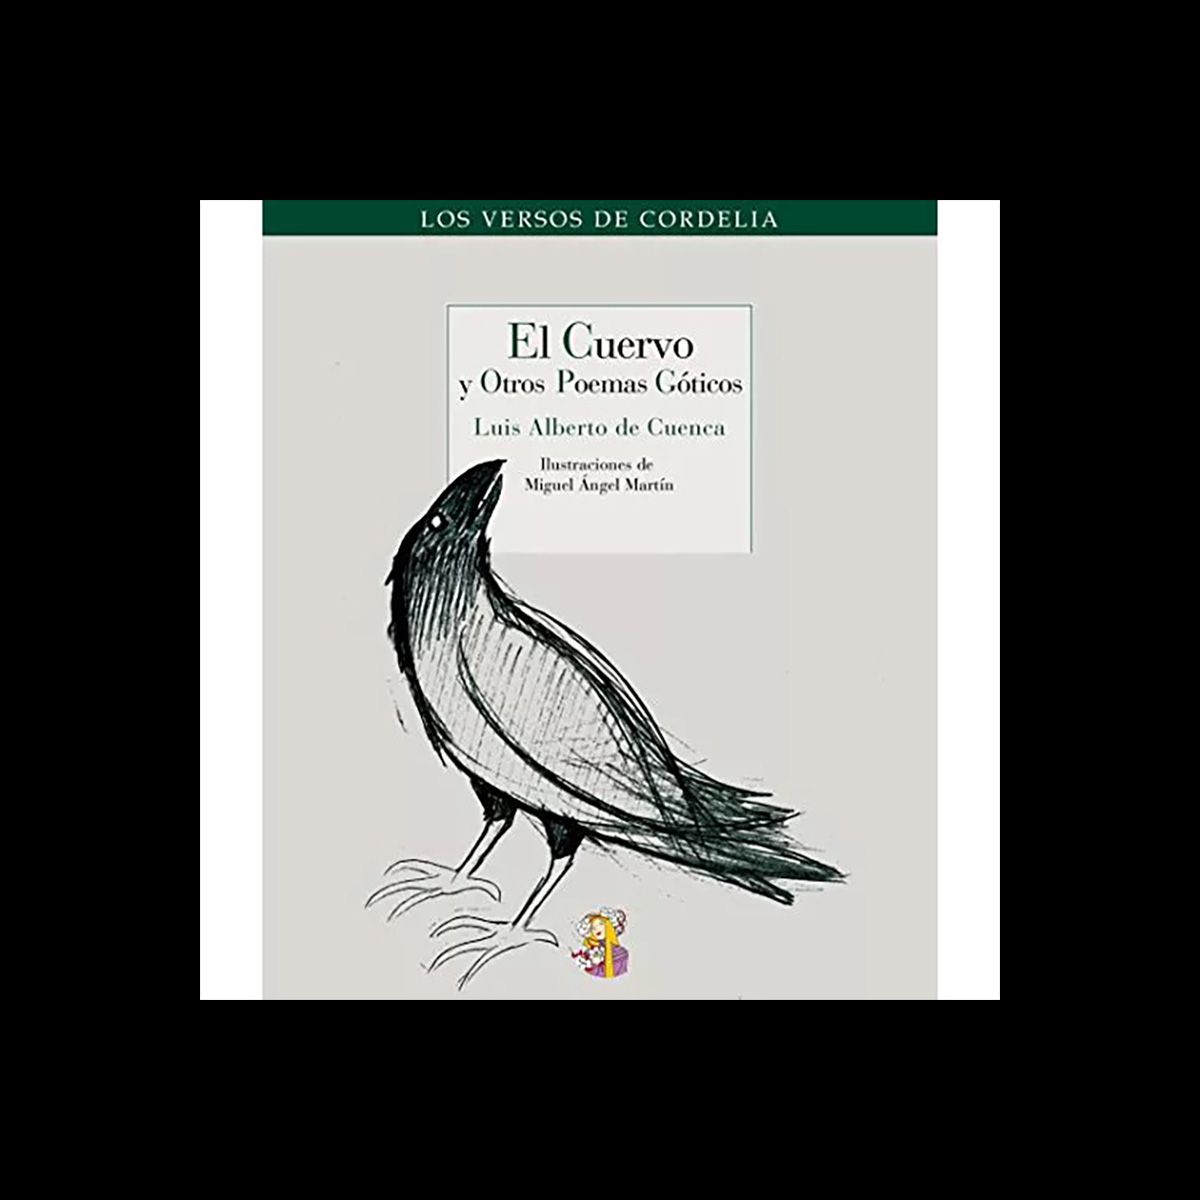 LOS VERSOS DE CORDELIA
El Cuervo
y Otros Poemas Góticos
Luis Alberto de Cuenca
Ilustraciones de
Miguel Ángel Martín